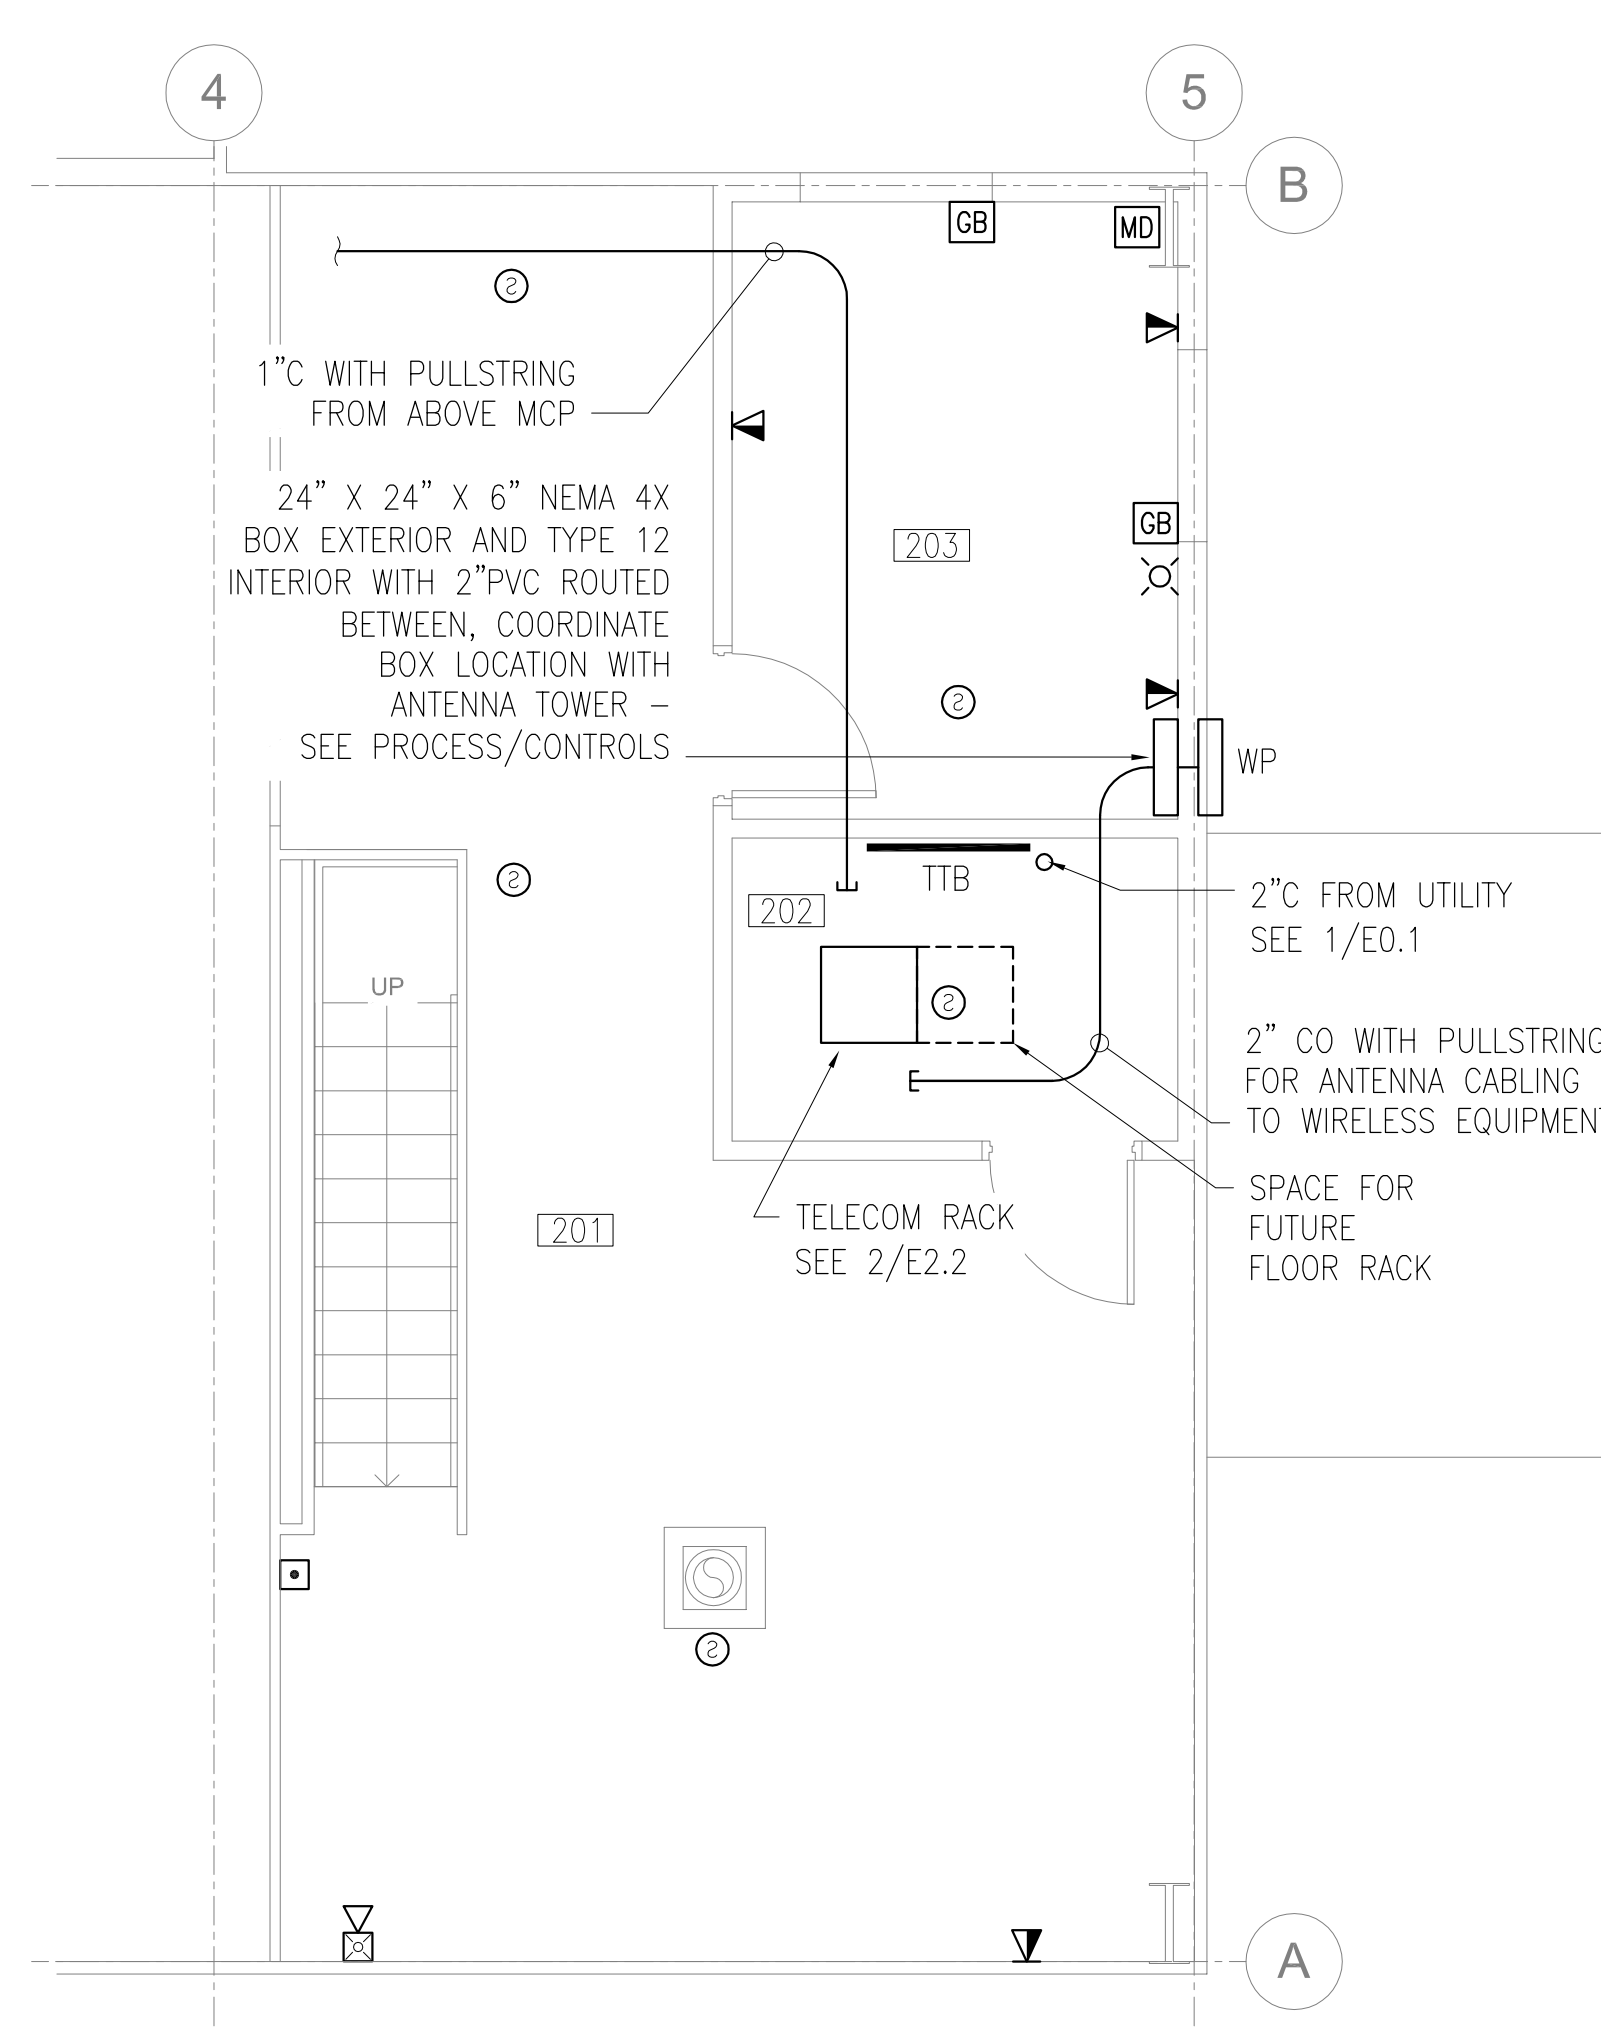 4
5
B
GB
MD
S
1"C WITH PULLSTRING
FROM ABOVE MCP
24" X 24" X 6" NEMA 4X
BOX EXTERIOR AND TYPE 12
INTERIOR WITH 2"PVC ROUTED
BETWEEN, COORDINATE
BOX LOCATION WITH
ANTENNA TOWER –
SEE PROCESS/CONTROLS
GB
203
S
WP
S
TTB
202
2"C FROM UTILITY
SEE 1/E0.1
UP
S
2" CO WITH PULLSTRING
FOR ANTENNA CABLING
TO WIRELESS EQUIPMENT
SPACE FOR
FUTURE
FLOOR RACK
TELECOM RACK
SEE 2/E2.2
201
S
A